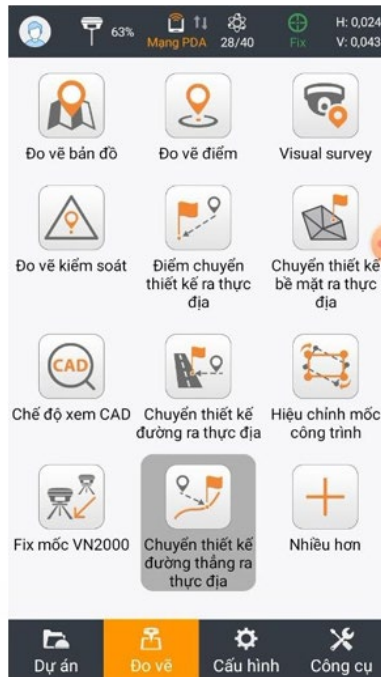 63%
Mạng PDA
28/40
Fix
H: 0,024
V: 0,043
Đo vẽ bản đồ
Đo vẽ điểm
Visual survey
Đo vẽ kiểm soát
Điểm chuyển
thiết kế ra thực
địa
Chuyển thiết kế
bề mặt ra thực
địa
CAD
Chế độ xem CAD
Chuyển thiết kế
đường ra thực địa
Hiệu chỉnh mốc
công trình
Fix mốc VN2000
Chuyển thiết kế
đường thẳng ra
thực địa
Nhiều hơn
Dự án
Đo vẽ
Cấu hình
Công cụ